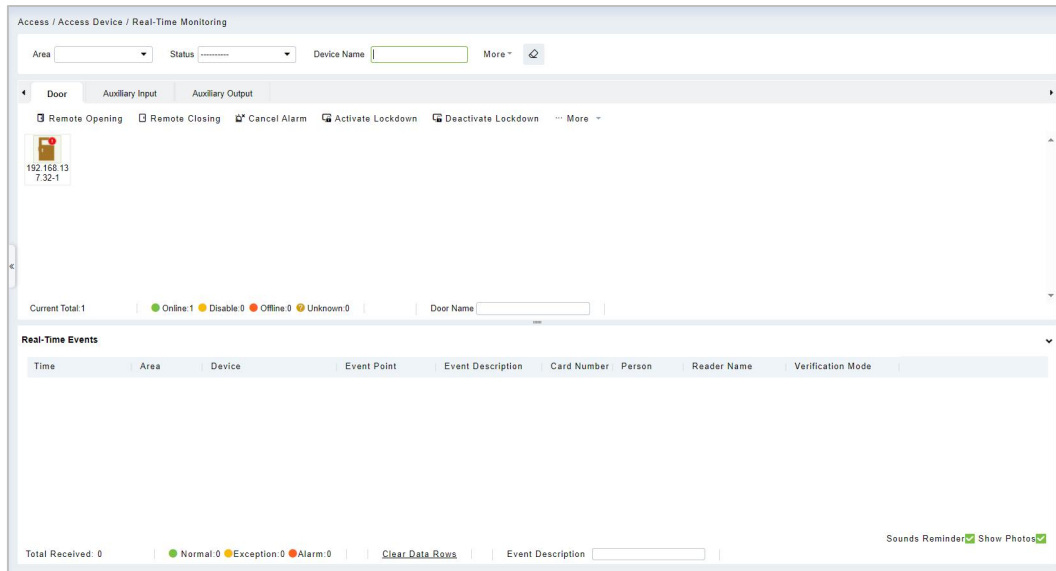 Access / Access Device / Real-Time Monitoring
Area Status ---------- Device Name More
Door Auxiliary Input Auxiliary Output
Remote Opening Remote Closing Cancel Alarm Activate Lockdown Deactivate Lockdown ··· More
192.168.13
7.32-1
Current Total:1 Online:1 Disable:0 Offline:0 Unknown:0 Door Name
Real-Time Events
Time Area Device Event Point Event Description Card Number Person Reader Name Verification Mode
Sounds Reminder Show Photos
Total Received: 0 Normal:0 Exception:0 Alarm:0 Clear Data Rows Event Description